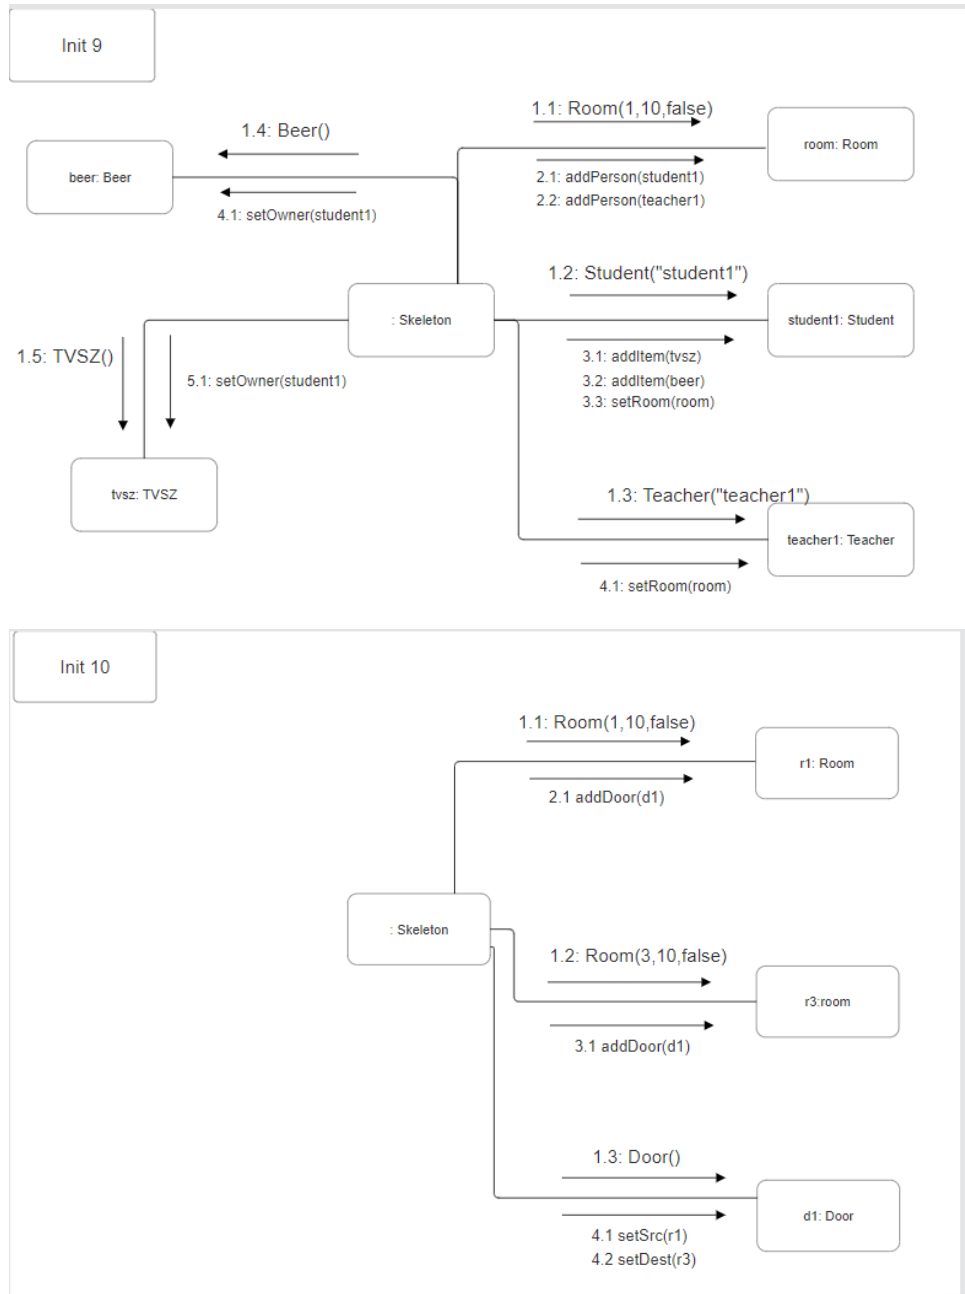 Init 9
1.1: Room(1,10,false)
1.4: Beer()
room: Room
beer: Beer
2.1: addPerson(student1)
2.2: addPerson(teacher1)
4.1: setOwner(student1)
1.2: Student("student1")
: Skeleton
student1: Student
1.5: TVSZ()
3.1: addItem(tvsz)
5.1: setOwner(student1)
3.2: addItem(beer)
3.3: setRoom(room)
tvsz: TVSZ
1.3: Teacher("teacher1")
teacher1: Teacher
4.1: setRoom(room)
Init 10
1.1: Room(1,10,false)
r1: Room
2.1 addDoor(d1)
: Skeleton
1.2: Room(3,10,false)
r3:room
3.1 addDoor(d1)
1.3: Door()
d1: Door
4.1 setSrc(r1)
4.2 setDest(r3)